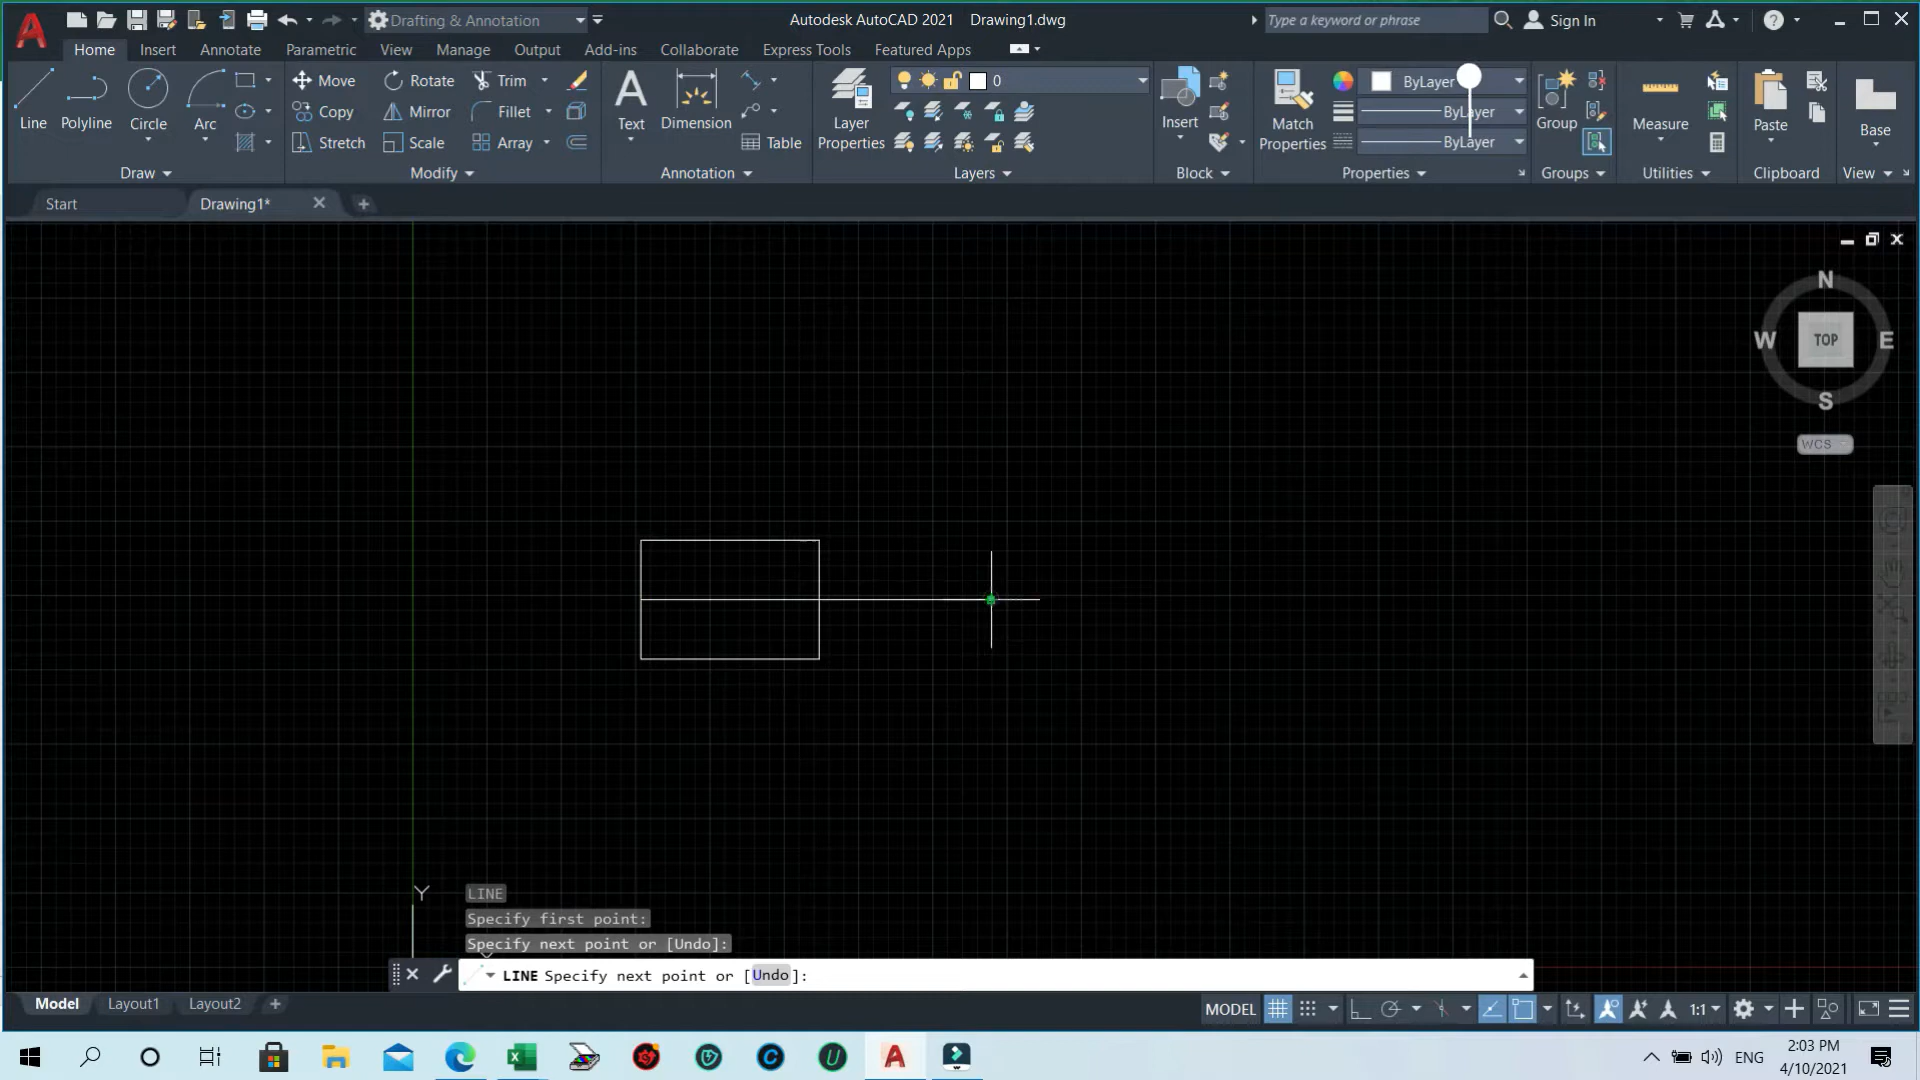 Drafting & Annotation
Autodesk AutoCAD 2021 Drawing1.dwg
Type a keyword or phrase
Sign In
Home Insert Annotate Parametric View Manage Output Add-ins Collaborate Express Tools Featured Apps
Line Polyline Circle Arc
Move Rotate Trim
Copy Mirror Fillet
Stretch Scale Array
Text Dimension Table
Layer Properties
0
Insert
Match Properties
ByLayer
ByLayer
ByLayer
Group
Measure
Paste
Base
Draw Modify Annotation Layers Block Properties Groups Utilities Clipboard View
Start Drawing1*
N
W TOP E
S
WCS
Y
LINE
Specify first point:
Specify next point or [Undo]:
LINE Specify next point or [Undo]:
Model Layout1 Layout2
MODEL 1:1
ENG
2:03 PM
4/10/2021